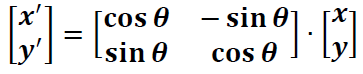 [x′] = [cos θ − sin θ] · [x]
[y′] [sin θ cos θ] [y]